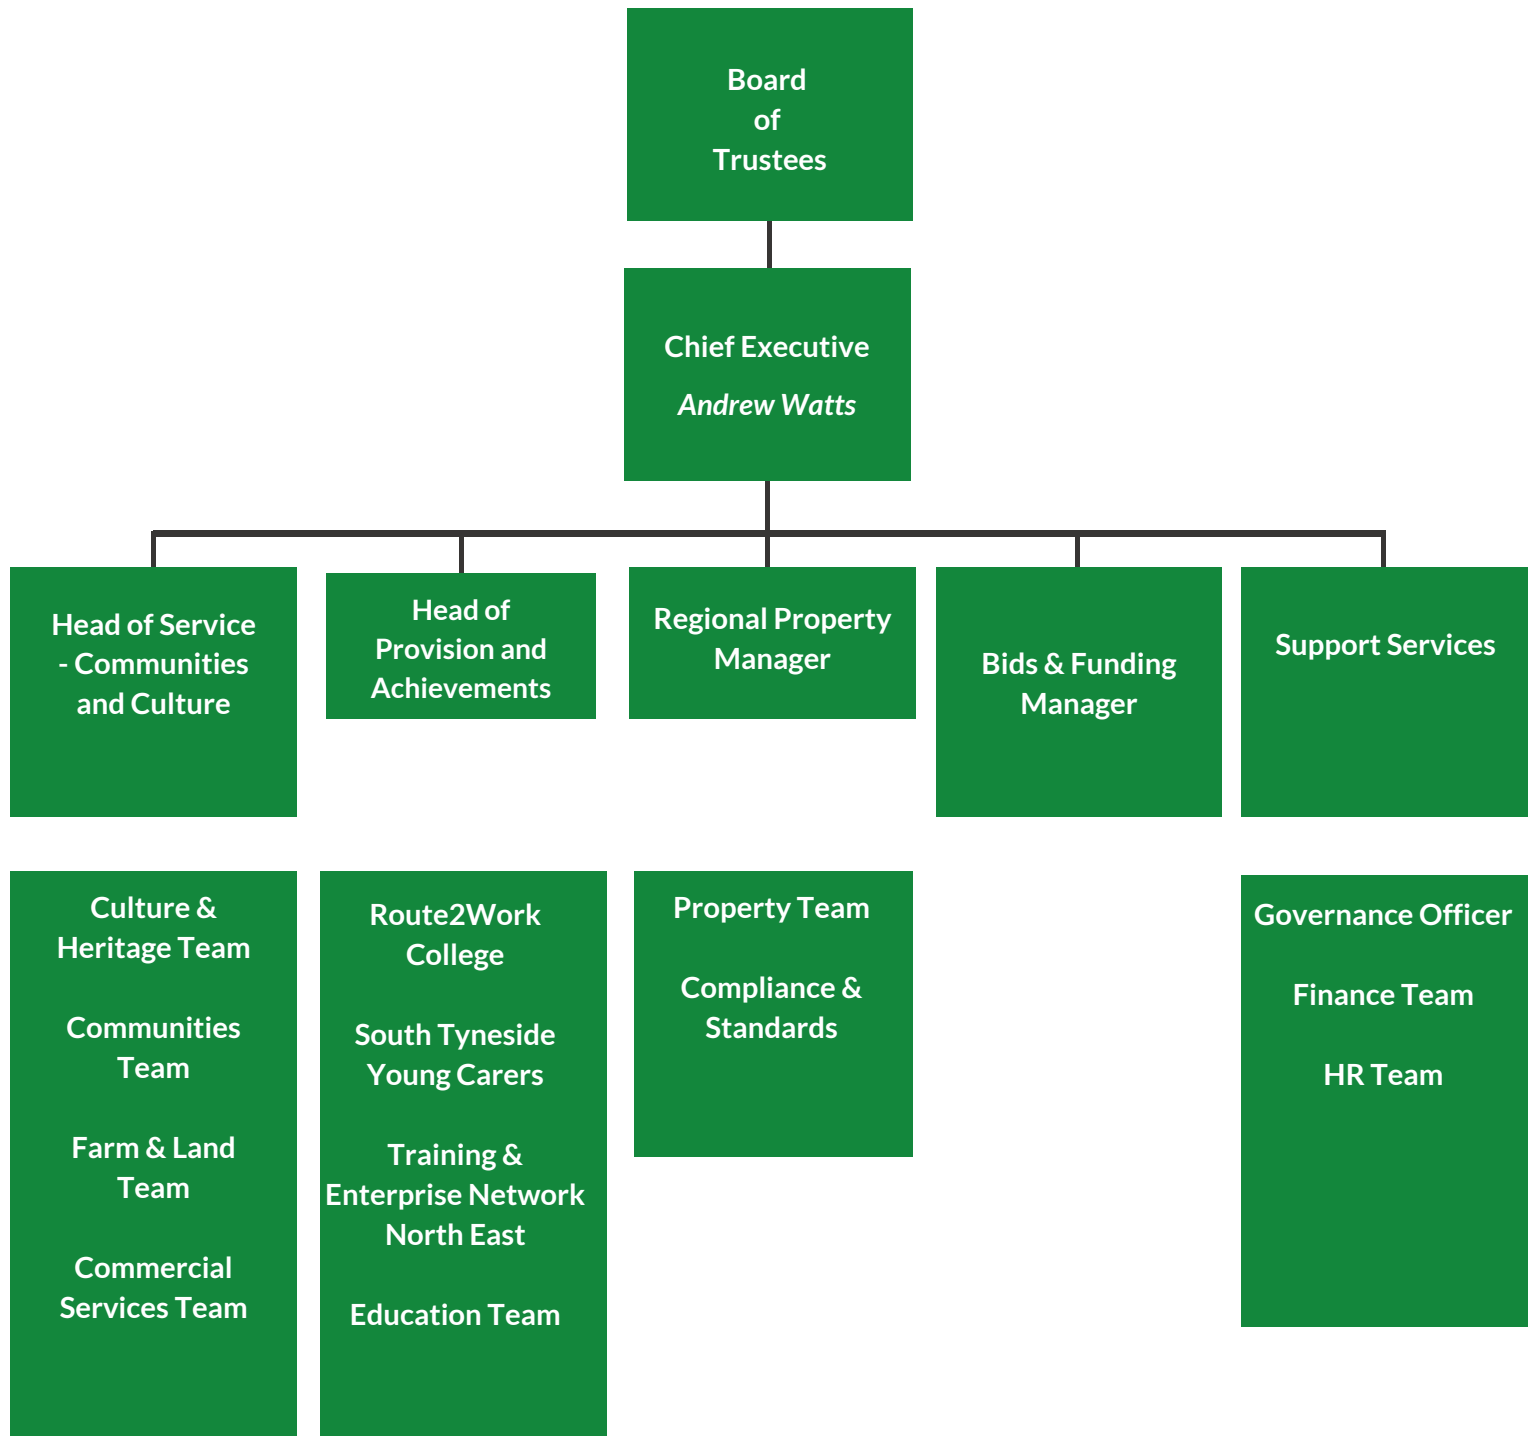 Board
of
Trustees
Chief Executive
Andrew Watts
Head of Service
- Communities
and Culture
Head of
Provision and
Achievements
Regional Property
Manager
Bids & Funding
Manager
Support Services
Culture &
Heritage Team
Communities
Team
Farm & Land
Team
Commercial
Services Team
Route2Work
College
South Tyneside
Young Carers
Training &
Enterprise Network
North East
Education Team
Property Team
Compliance &
Standards
Governance Officer
Finance Team
HR Team